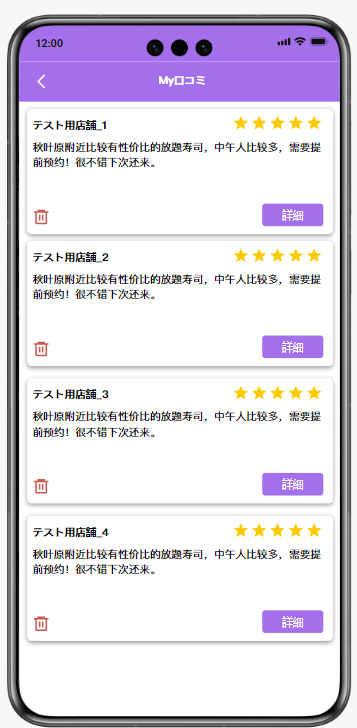 12:00
My口コミ
テスト用店舗_1
秋叶原附近比较有性价比的放题寿司，中午人比较多，需要提
前预约！很不错下次还来。
詳細
テスト用店舗_2
秋叶原附近比较有性价比的放题寿司，中午人比较多，需要提
前预约！很不错下次还来。
詳細
テスト用店舗_3
秋叶原附近比较有性价比的放题寿司，中午人比较多，需要提
前预约！很不错下次还来。
詳細
テスト用店舗_4
秋叶原附近比较有性价比的放题寿司，中午人比较多，需要提
前预约！很不错下次还来。
詳細